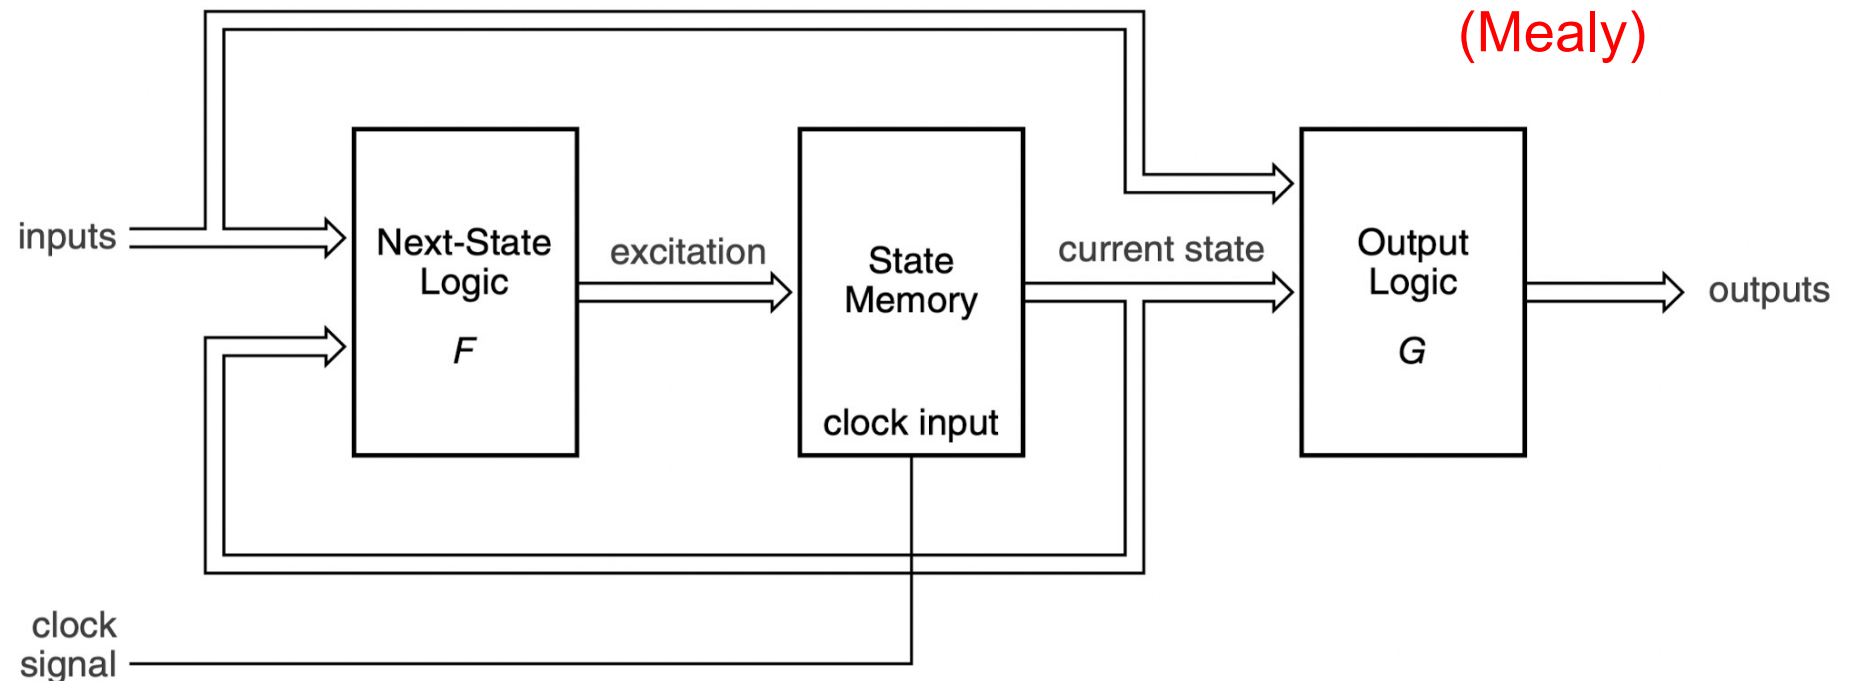 (Mealy)
inputs
Next-State
Logic
F
excitation
State
Memory
clock input
current state
Output
Logic
G
outputs
clock
signal